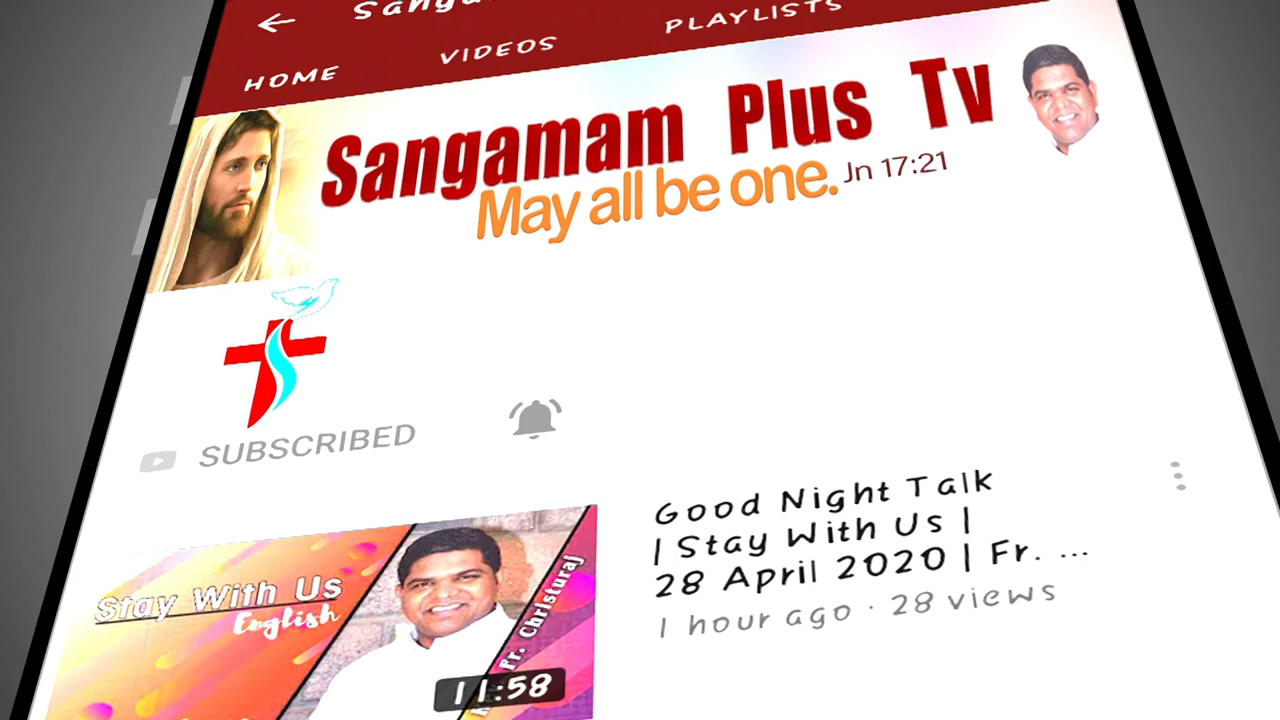 HOME
VIDEOS
PLAYLISTS
Sangamam Plus Tv
May all be one. Jn 17:21
SUBSCRIBED
Good Night Talk
| Stay With Us |
28 April 2020 | Fr. ...
1 hour ago · 28 views
Stay With Us
English
Fr. Christuraj
11:58